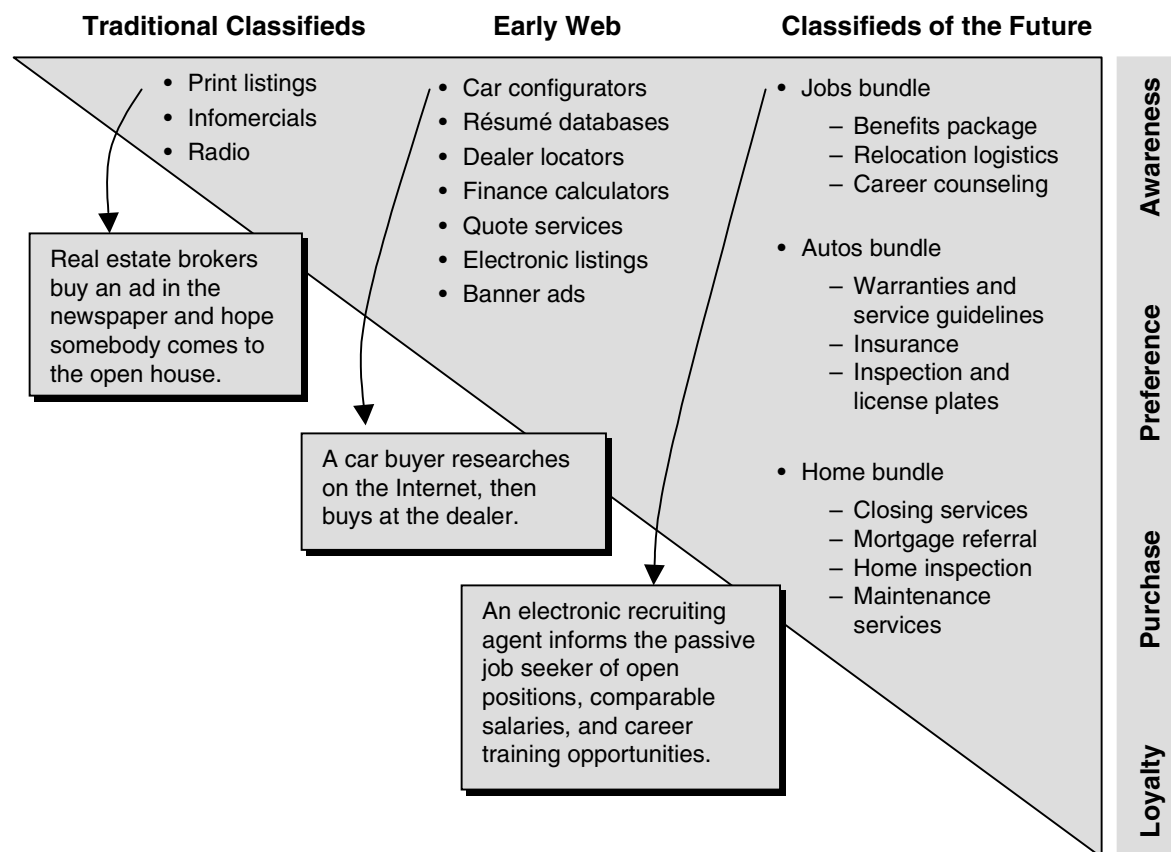 Traditional Classifieds
Early Web
Classifieds of the Future
• Print listings
• Infomercials
• Radio
Real estate brokers
buy an ad in the
newspaper and hope
somebody comes to
the open house.
• Car configurators
• Résumé databases
• Dealer locators
• Finance calculators
• Quote services
• Electronic listings
• Banner ads
A car buyer researches
on the Internet, then
buys at the dealer.
• Jobs bundle
– Benefits package
– Relocation logistics
– Career counseling
• Autos bundle
– Warranties and
service guidelines
– Insurance
– Inspection and
license plates
• Home bundle
– Closing services
– Mortgage referral
– Home inspection
– Maintenance
services
An electronic recruiting
agent informs the passive
job seeker of open
positions, comparable
salaries, and career
training opportunities.
Awareness
Preference
Purchase
Loyalty